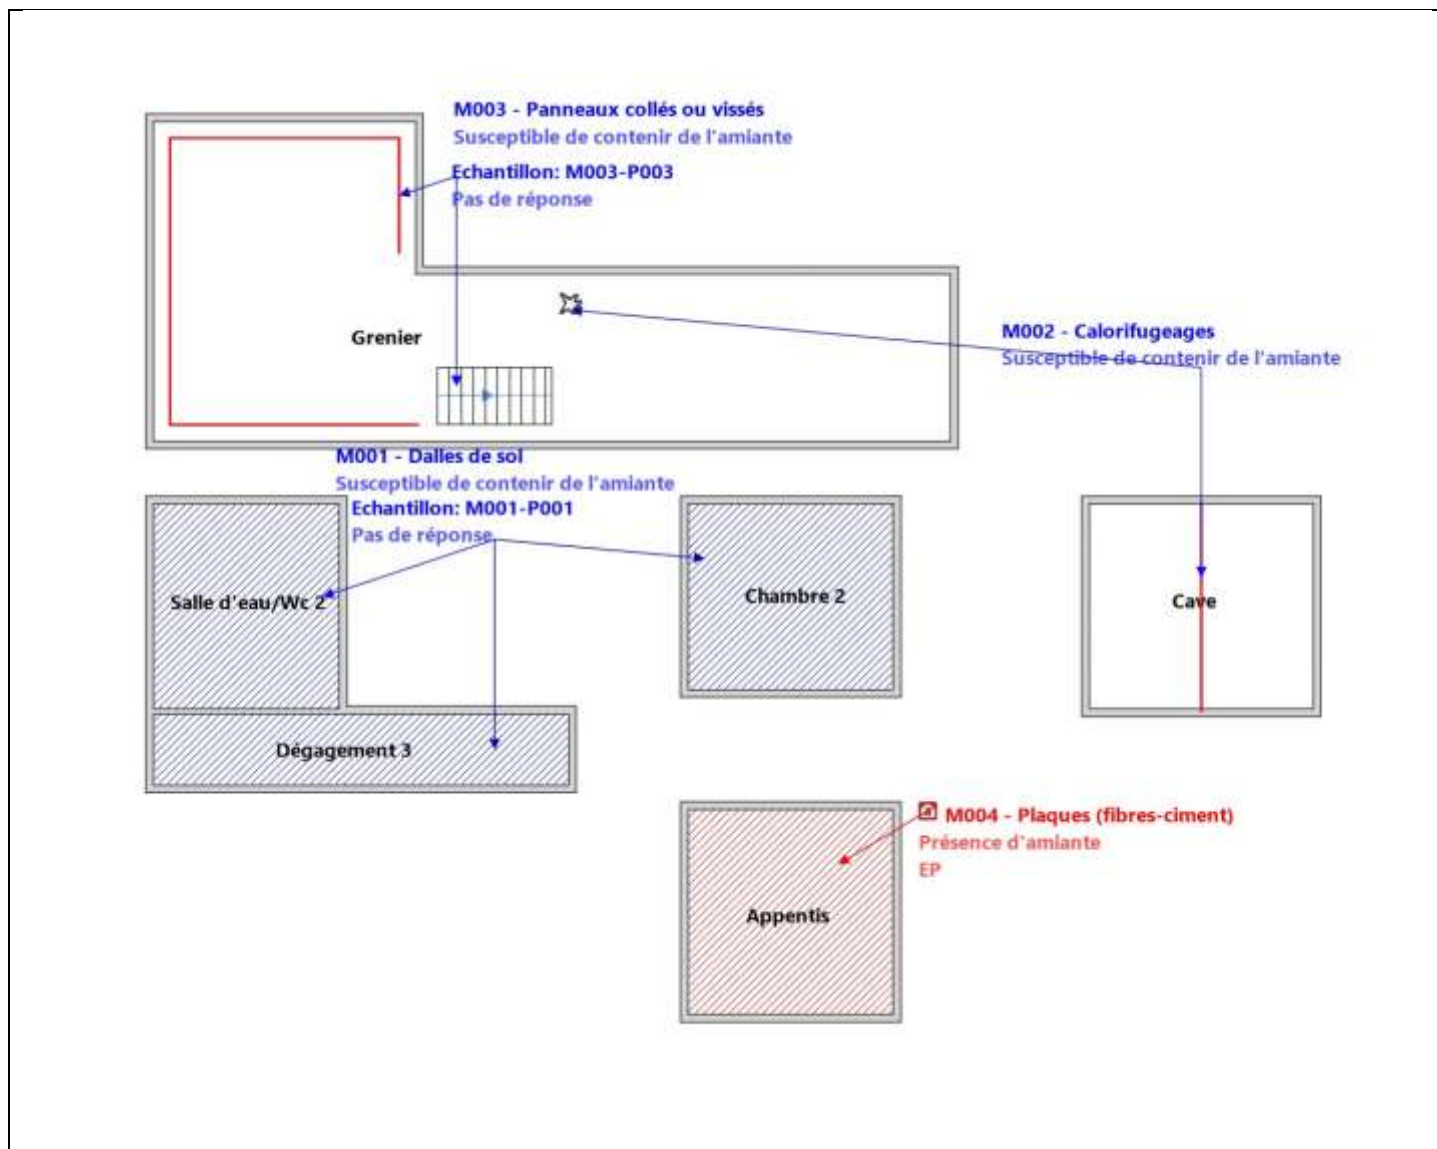 M003 - Panneaux collés ou vissés
Susceptible de contenir de l'amiante
Echantillon: M003-P003
Pas de réponse
Grenier
M002 - Calorifugeages
Susceptible de contenir de l'amiante
M001 - Dalles de sol
Susceptible de contenir de l'amiante
Echantillon: M001-P001
Pas de réponse
Salle d'eau/Wc 2
Chambre 2
Cave
Dégagement 3
M004 - Plaques (fibres-ciment)
Présence d'amiante
EP
Appentis